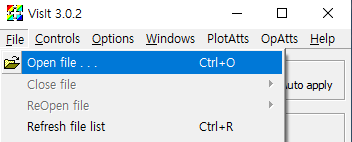 VisIt 3.0.2
File Controls Options Windows PlotAtts OpAtts Help
Open file . . . Ctrl+O
Close file
Auto apply
ReOpen file
Refresh file list Ctrl+R